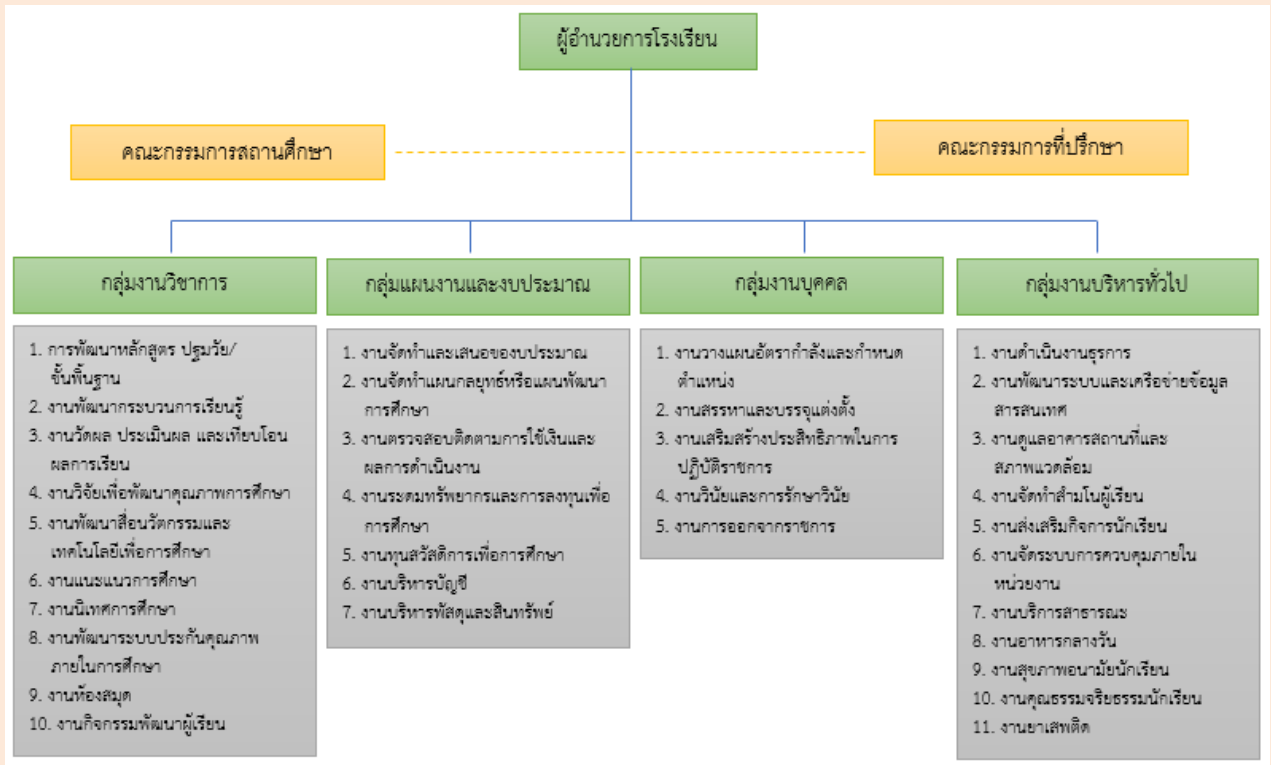 ผู้อำนวยการโรงเรียน
คณะกรรมการสถานศึกษา
คณะกรรมการที่ปรึกษา
กลุ่มงานวิชาการ
1. การพัฒนาหลักสูตร ปฐมวัย/
ขั้นพื้นฐาน
2. งานพัฒนากระบวนการเรียนรู้
3. งานวัดผล ประเมินผล และเทียบโอน
ผลการเรียน
4. งานวิจัยเพื่อพัฒนาคุณภาพการศึกษา
5. งานพัฒนาสื่อนวัตกรรมและ
เทคโนโลยีเพื่อการศึกษา
6. งานแนะแนวการศึกษา
7. งานนิเทศการศึกษา
8. งานพัฒนาระบบประกันคุณภาพ
ภายในการศึกษา
9. งานห้องสมุด
10. งานกิจกรรมพัฒนาผู้เรียน
กลุ่มแผนงานและงบประมาณ
1. งานจัดทำและเสนอของบประมาณ
2. งานจัดทำแผนกลยุทธ์หรือแผนพัฒนา
การศึกษา
3. งานตรวจสอบติดตามการใช้เงินและ
ผลการดำเนินงาน
4. งานระดมทรัพยากรและการลงทุนเพื่อ
การศึกษา
5. งานทุนสวัสดิการเพื่อการศึกษา
6. งานบริหารบัญชี
7. งานบริหารพัสดุและสินทรัพย์
กลุ่มงานบุคคล
1. งานวางแผนอัตรากำลังและกำหนด
ตำแหน่ง
2. งานสรรหาและบรรจุแต่งตั้ง
3. งานเสริมสร้างประสิทธิภาพในการ
ปฏิบัติราชการ
4. งานวินัยและการรักษาวินัย
5. งานการออกจากราชการ
กลุ่มงานบริหารทั่วไป
1. งานดำเนินงานธุรการ
2. งานพัฒนาระบบและเครือข่ายข้อมูล
สารสนเทศ
3. งานดูแลอาคารสถานที่และ
สภาพแวดล้อม
4. งานจัดทำสำมโนผู้เรียน
5. งานส่งเสริมกิจการนักเรียน
6. งานจัดระบบการควบคุมภายใน
หน่วยงาน
7. งานบริการสาธารณะ
8. งานอาหารกลางวัน
9. งานสุขภาพอนามัยนักเรียน
10. งานคุณธรรมจริยธรรมนักเรียน
11. งานยาเสพติด